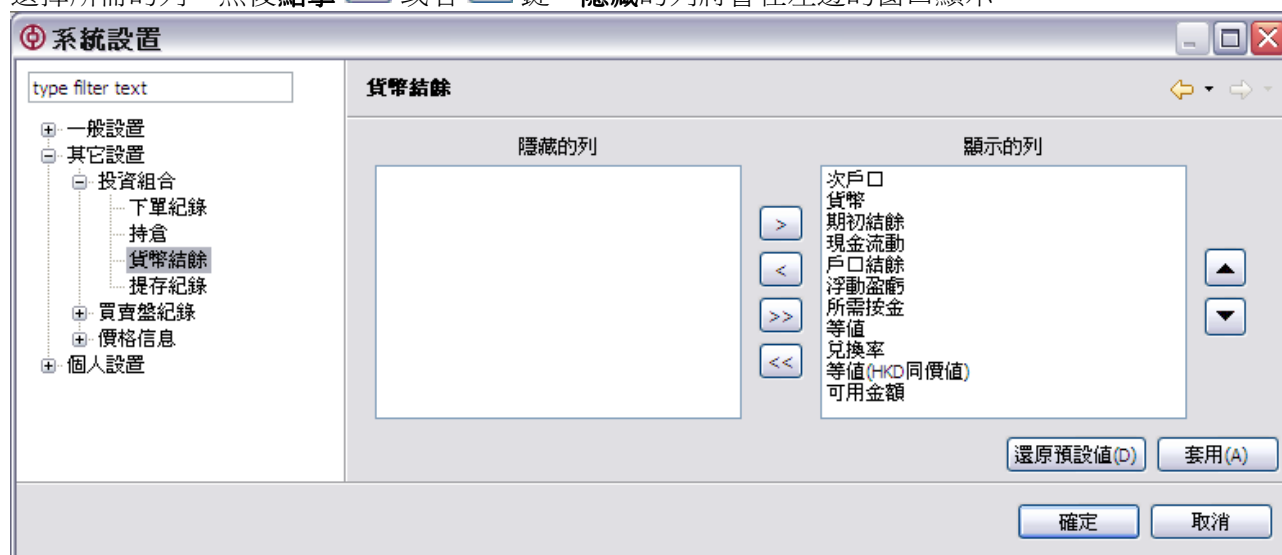 系統設置
type filter text
貨幣結餘
一般設置
其它設置
投資組合
下單紀錄
持倉
貨幣結餘
提存紀錄
買賣盤紀錄
價格信息
個人設置
隱藏的列
顯示的列
>
<
>>
<<
次戶口
貨幣
期初結餘
現金流動
戶口結餘
浮動盈虧
所需按金
等值
兌換率
等值(HKD同價值)
可用金額
還原預設值(D)
套用(A)
確定
取消